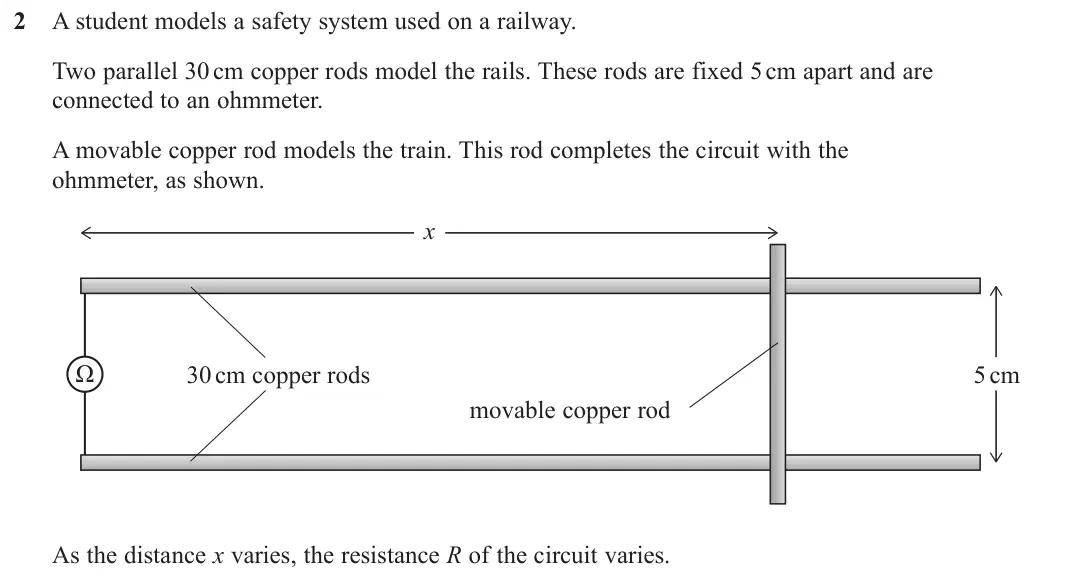 2 A student models a safety system used on a railway.
Two parallel 30 cm copper rods model the rails. These rods are fixed 5 cm apart and are
connected to an ohmmeter.
A movable copper rod models the train. This rod completes the circuit with the
ohmmeter, as shown.
x
Ω
30 cm copper rods
5 cm
movable copper rod
As the distance x varies, the resistance R of the circuit varies.